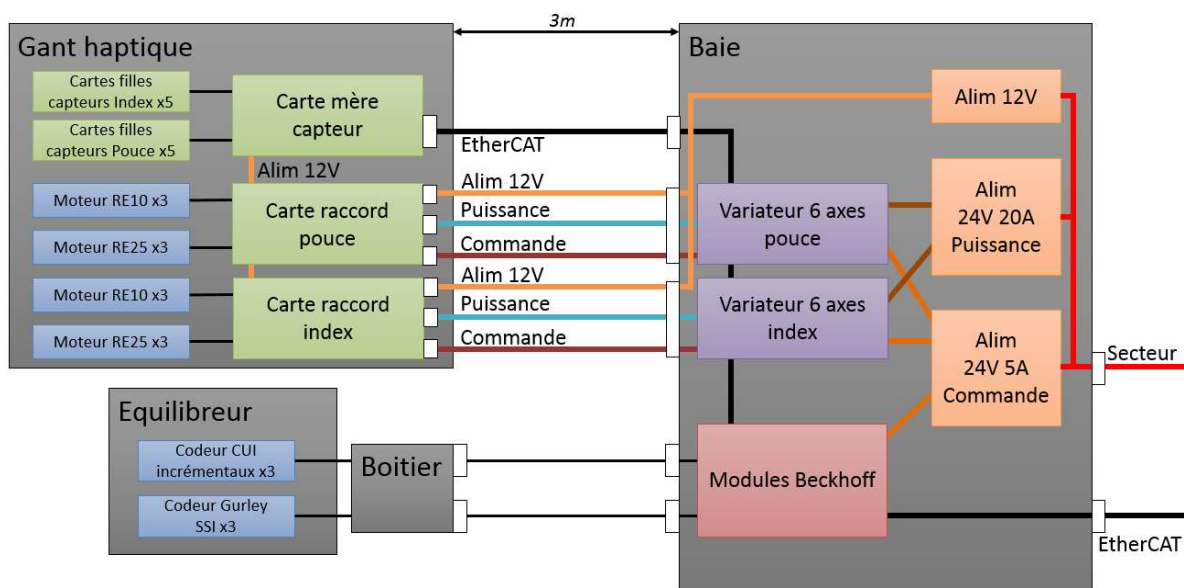 3m
Gant haptique
Cartes filles
capteurs Index x5
Cartes filles
capteurs Pouce x5
Carte mère
capteur
Alim 12V
Moteur RE10 x3
Moteur RE25 x3
Carte raccord
pouce
Moteur RE10 x3
Moteur RE25 x3
Carte raccord
index
EtherCAT
Alim 12V
Puissance
Commande
Alim 12V
Puissance
Commande
Baie
Alim 12V
Variateur 6 axes
pouce
Alim
24V 20A
Puissance
Variateur 6 axes
index
Alim
24V 5A
Commande
Secteur
Equilibreur
Codeur CUI
incrémentaux x3
Codeur Gurley
SSI x3
Boitier
Modules Beckhoff
EtherCAT